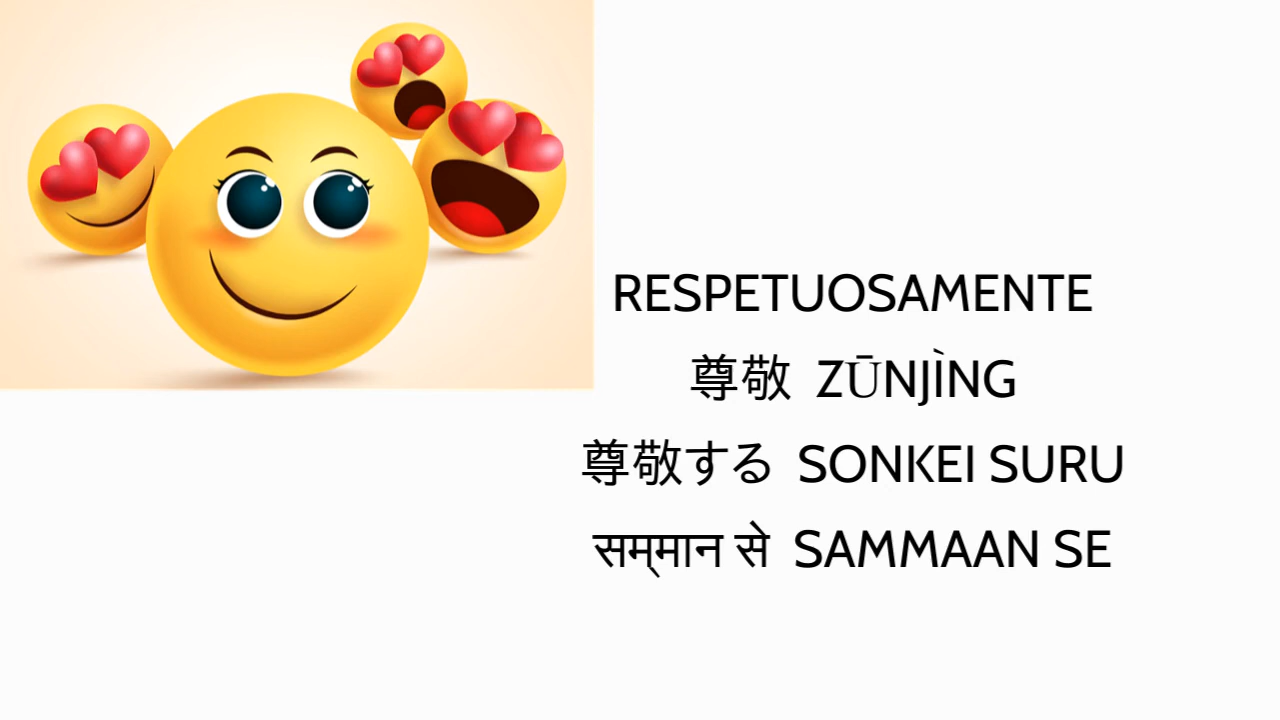 RESPETUOSAMENTE
尊敬 ZŪNJÌNG
尊敬する SONKEI SURU
सम्‌मान से SAMMAAN SE